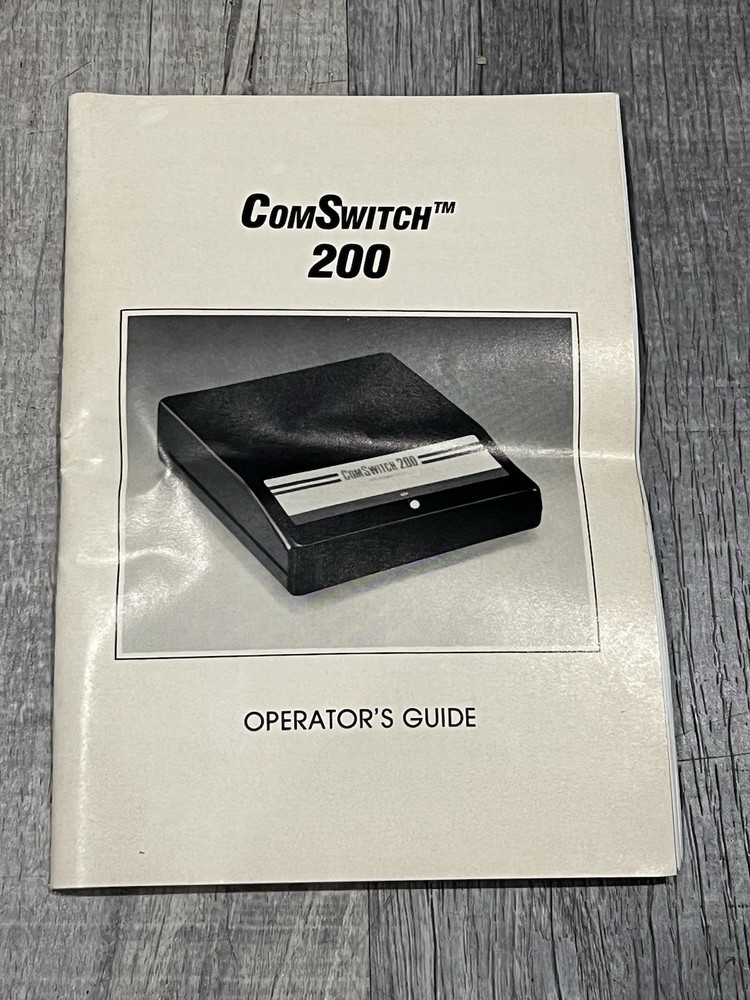 COMSWITCH™
200
COMSWITCH 200
OPERATOR'S GUIDE